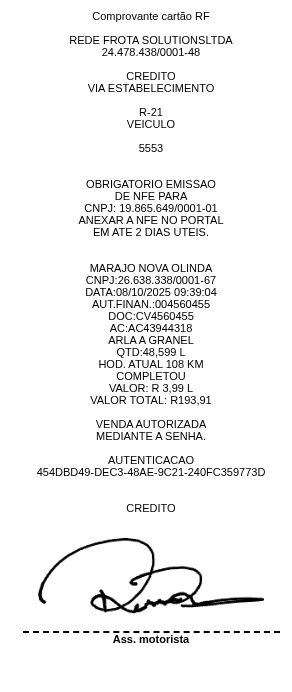 Comprovante cartão RF
REDE FROTA SOLUTIONSLTDA
24.478.438/0001-48
CREDITO
VIA ESTABELECIMENTO
R-21
VEICULO
5553
OBRIGATORIO EMISSAO
DE NFE PARA
CNPJ: 19.865.649/0001-01
ANEXAR A NFE NO PORTAL
EM ATE 2 DIAS UTEIS.
MARAJO NOVA OLINDA
CNPJ:26.638.338/0001-67
DATA:08/10/2025 09:39:04
AUT.FINAN.:004560455
DOC:CV4560455
AC:AC43944318
ARLA A GRANEL
QTD:48,599 L
HOD. ATUAL 108 KM
COMPLETOU
VALOR: R 3,99 L
VALOR TOTAL: R193,91
VENDA AUTORIZADA
MEDIANTE A SENHA.
AUTENTICACAO
454DBD49-DEC3-48AE-9C21-240FC359773D
CREDITO
Ass. motorista